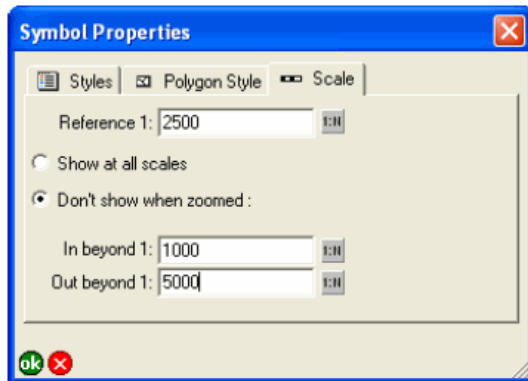 Symbol Properties
Styles Polygon Style Scale
Reference 1: 2500 1:N
Show at all scales
Don't show when zoomed :
In beyond 1: 1000 1:N
Out beyond 1: 5000 1:N
ok